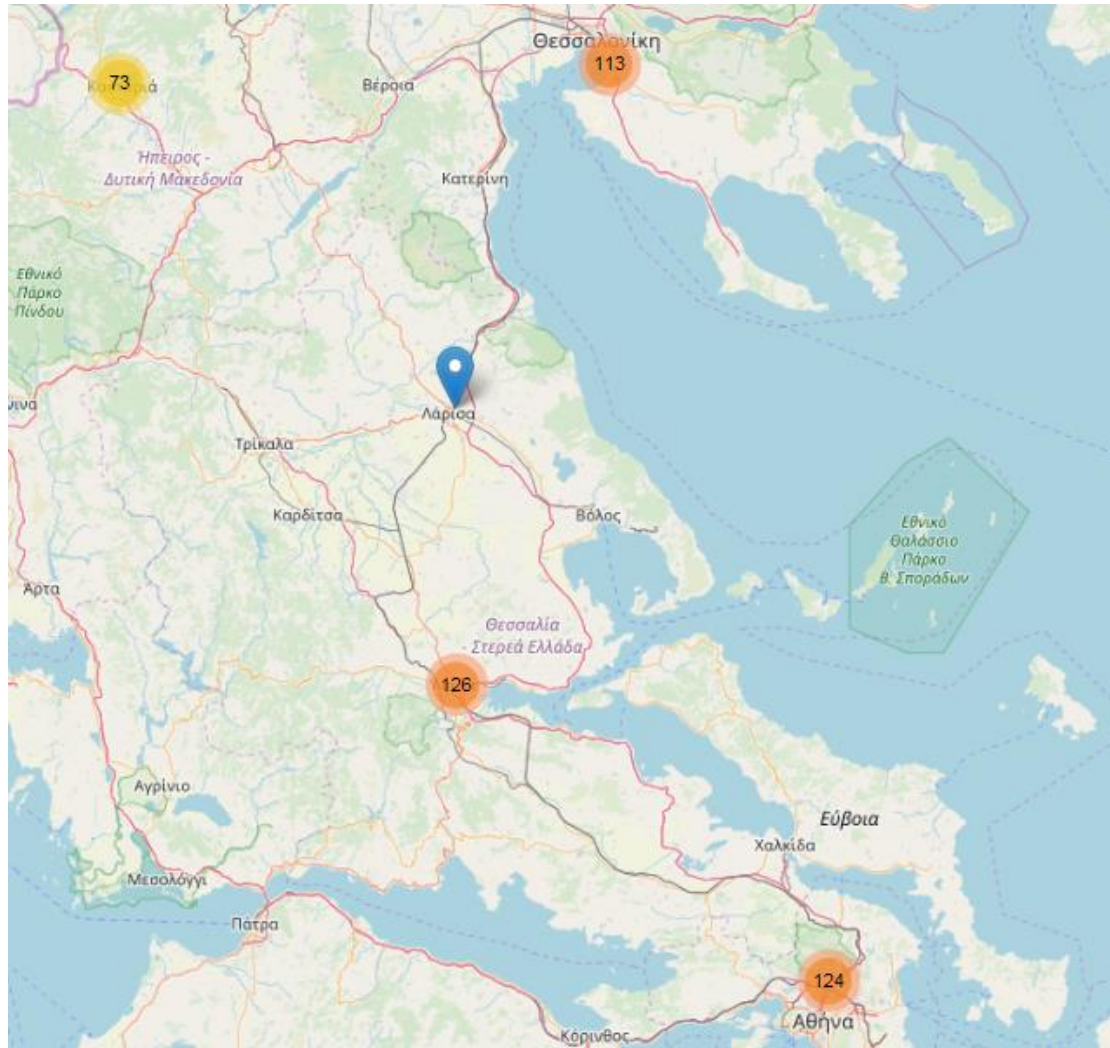 Θεσσαλονίκη
113
73
Βέροια
Ήπειρος -
Δυτική Μακεδονία
Κατερίνη
Εθνικό
Πάρκο
Πίνδου
Λάρισα
Τρίκαλα
Καρδίτσα
Βόλος
Εθνικό
Θαλάσσιο
Πάρκο
Β. Σποράδων
Άρτα
Θεσσαλία
- Στερεά Ελλάδα
126
Αγρίνιο
Εύβοια
Χαλκίδα
Μεσολόγγι
Πάτρα
124
Αθήνα
Κόρινθος